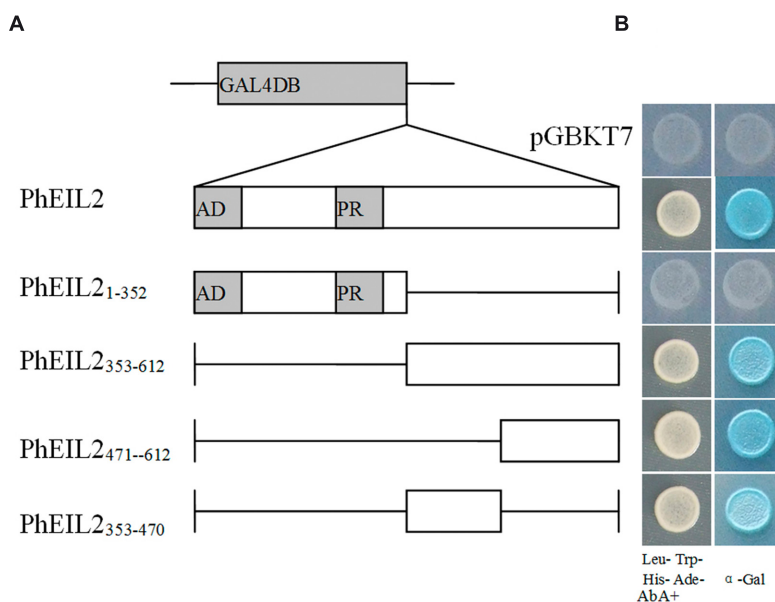 A
B
GAL4DB
pGBKT7
PhEIL2
AD
PR
PhEIL2₁₋₃₅₂
AD
PR
PhEIL2₃₅₃₋₆₁₂
PhEIL2₄₇₁₋₋₆₁₂
PhEIL2₃₅₃₋₄₇₀
Leu- Trp-
His- Ade-
AbA+
α-Gal